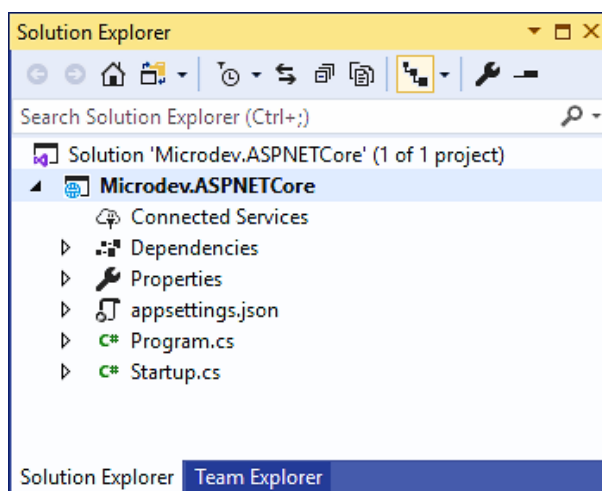 Solution Explorer
Search Solution Explorer (Ctrl+;)
Solution 'Microdev.ASPNETCore' (1 of 1 project)
Microdev.ASPNETCore
Connected Services
Dependencies
Properties
appsettings.json
C# Program.cs
C# Startup.cs
Solution Explorer Team Explorer